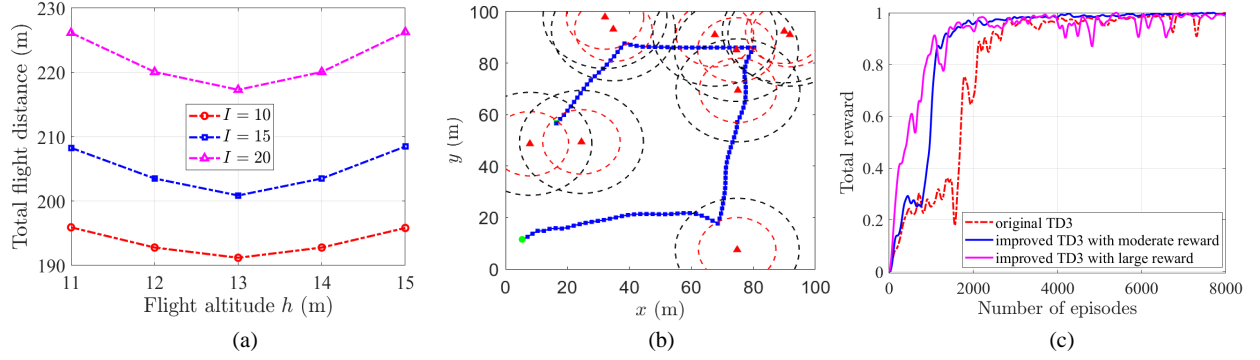 230
220
210
200
190
Total flight distance (m)
I = 10
I = 15
I = 20
11 12 13 14 15
Flight altitude h (m)
(a)
100
80
60
40
20
0
y (m)
0 20 40 60 80 100
x (m)
(b)
1
0.8
0.6
0.4
0.2
0
Total reward
original TD3
improved TD3 with moderate reward
improved TD3 with large reward
0 2000 4000 6000 8000
Number of episodes
(c)